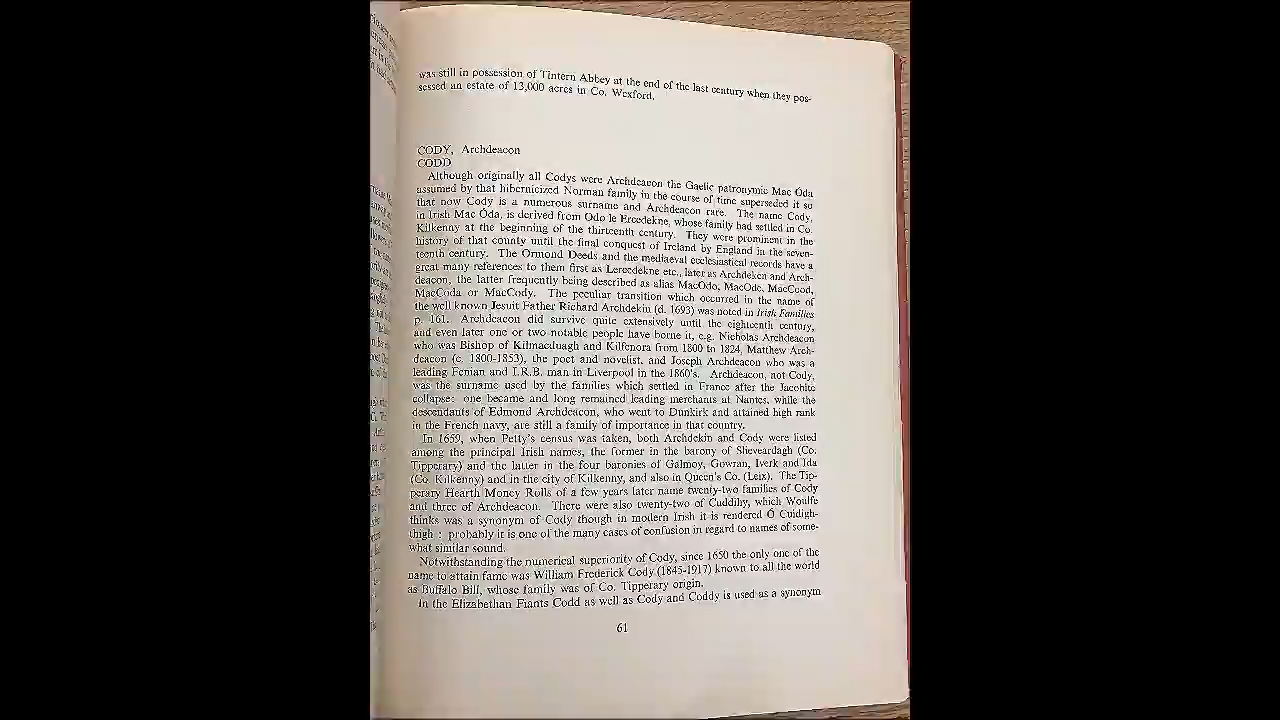 was still in possession of Tintern Abbey at the end of the last century when they pos-
sessed an estate of 13,000 acres in Co. Wexford.
CODY, Archdeacon
CODD
Although originally all Codys were Archdeacon the Gaelic patronymic Mac Óda
assumed by that hibernicized Norman family in the course of time superseded it so
that now Cody is a numerous surname and Archdeacon rare. The name Cody,
in Irish Mac Óda, is derived from Odo le Ercedekne, whose family had settled in Co.
Kilkenny at the beginning of the thirteenth century. They were prominent in the
history of that county until the final conquest of Ireland by England in the seven-
teenth century. The Ormond Deeds and the mediaeval ecclesiastical records have a
great many references to them first as Lercedekne etc., later as Archdeken and Arch-
deacon, the latter frequently being described as alias MacOdo, MacOde, MacCuod,
MacCoda or MacCody. The peculiar transition which occurred in the name of
the well known Jesuit Father Richard Archdekin (d. 1693) was noted in Irish Families
p. 161. Archdeacon did survive quite extensively until the eighteenth century,
and even later one or two notable people have borne it, e.g. Nicholas Archdeacon
who was Bishop of Kilmacduagh and Kilfenora from 1800 to 1824, Matthew Arch-
deacon (c. 1800-1853), the poet and novelist, and Joseph Archdeacon who was a
leading Fenian and I.R.B. man in Liverpool in the 1860's. Archdeacon, not Cody,
was the surname used by the families which settled in France after the Jacobite
collapse: one became and long remained leading merchants at Nantes, while the
descendants of Edmond Archdeacon, who went to Dunkirk and attained high rank
in the French navy, are still a family of importance in that country.
In 1659, when Petty's census was taken, both Archdekin and Cody were listed
among the principal Irish names, the former in the barony of Slieveardagh (Co.
Tipperary) and the latter in the four baronies of Galmoy, Gowran, Iverk and Ida
(Co. Kilkenny) and in the city of Kilkenny, and also in Queen's Co. (Leix). The Tip-
perary Hearth Money Rolls of a few years later name twenty-two families of Cody
and three of Archdeacon. There were also twenty-two of Cuddihy, which Woulfe
thinks was a synonym of Cody though in modern Irish it is rendered Ó Cuidigh-
thigh : probably it is one of the many cases of confusion in regard to names of some-
what similar sound.
Notwithstanding the numerical superiority of Cody, since 1650 the only one of the
name to attain fame was William Frederick Cody (1845-1917) known to all the world
as Buffalo Bill, whose family was of Co. Tipperary origin.
In the Elizabethan Fiants Codd as well as Cody and Coddy is used as a synonym
61